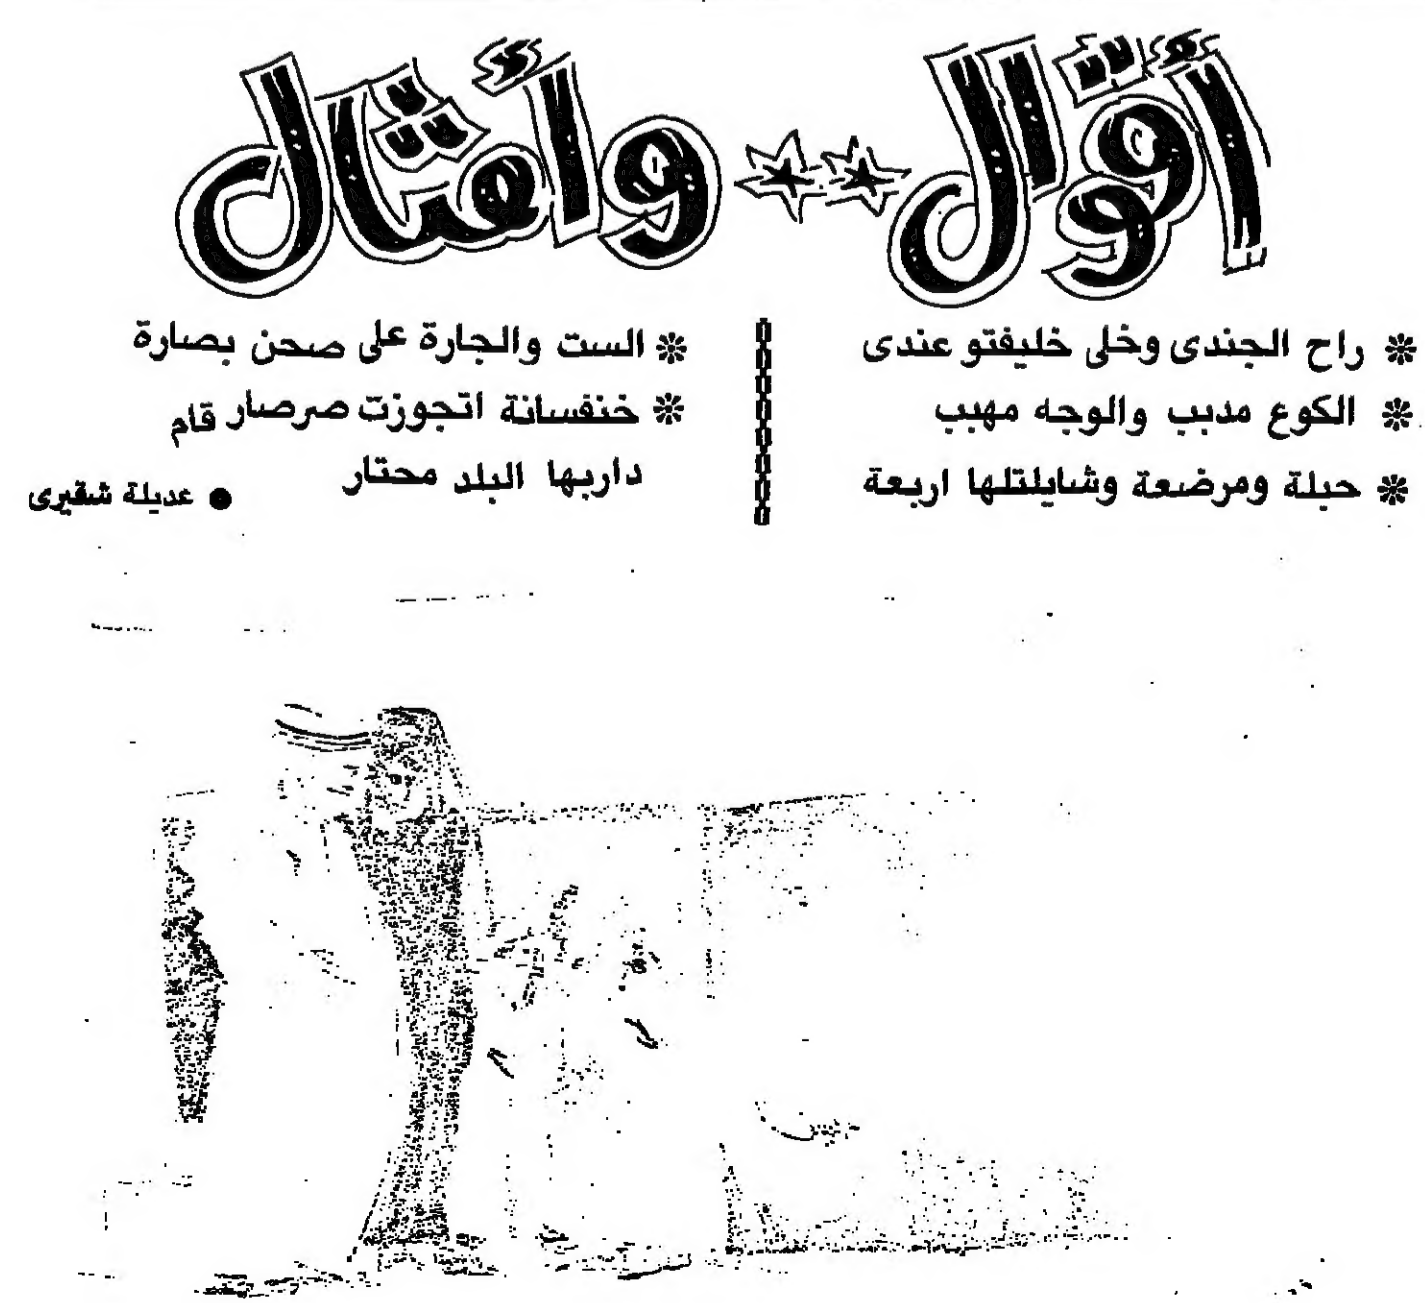 أقوال ** وأمثال
❊ راح الجندى وخلى خليفتو عندى
❊ الكوع مدبب والوجه مهبب
❊ حبلة ومرضعة وشايلتلها اربعة
❊ الست والجارة على صحن بصارة
❊ خنفسانة اتجوزت صرصار قام
داربها البلد محتار
● عديلة شقيرى